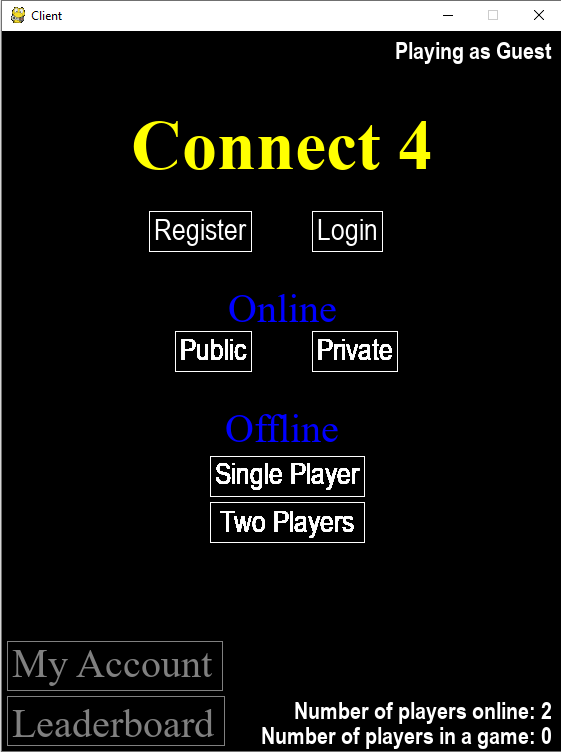 Client
Playing as Guest
Connect 4
Register Login
Online
Public Private
Offline
Single Player
Two Players
My Account
Leaderboard
Number of players online: 2
Number of players in a game: 0